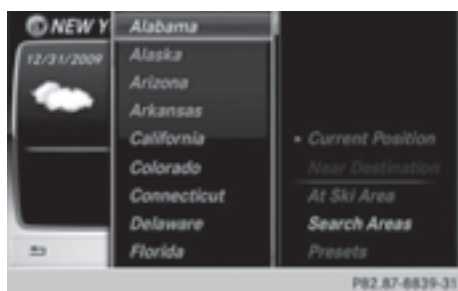 NEW Y
12/31/2009
Alabama
Alaska
Arizona
Arkansas
California
Colorado
Connecticut
Delaware
Florida
• Current Position
Near Destination
At Ski Area
Search Areas
Presets
P82.87-8839-31